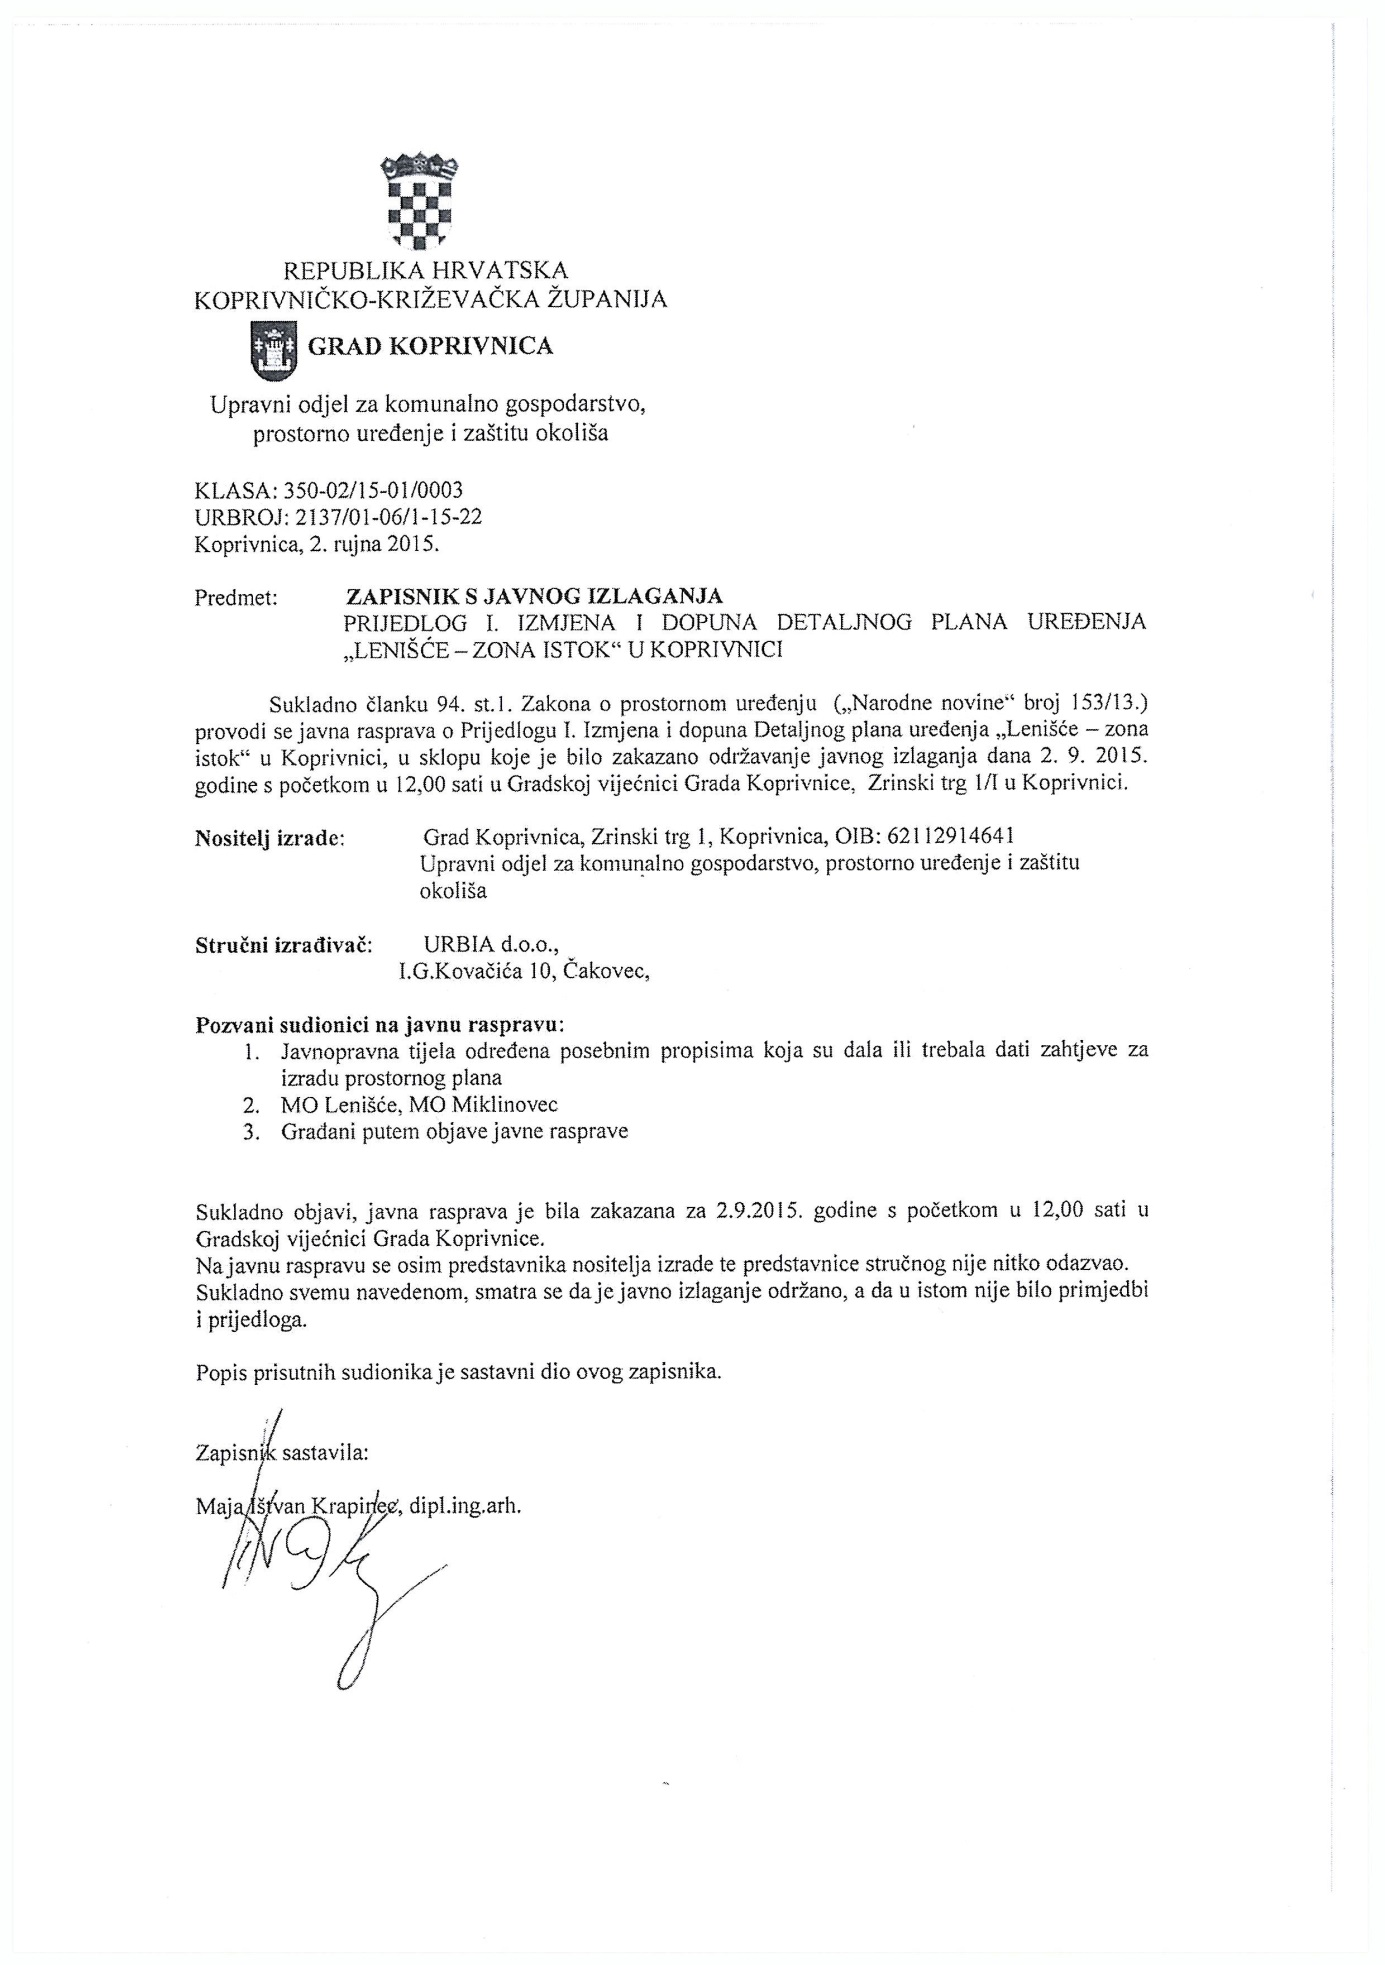 REPUBLIKA HRVATSKA
KOPRIVNIČKO-KRIŽEVAČKA ŽUPANIJA
GRAD KOPRIVNICA
Upravni odjel za komunalno gospodarstvo,
prostorno uređenje i zaštitu okoliša
KLASA: 350-02/15-01/0003
URBROJ: 2137/01-06/1-15-22
Koprivnica, 2. rujna 2015.
Predmet: ZAPISNIK S JAVNOG IZLAGANJA
PRIJEDLOG I. IZMJENA I DOPUNA DETALJNOG PLANA UREĐENJA
„LENIŠĆE – ZONA ISTOK“ U KOPRIVNICI
Sukladno članku 94. st.1. Zakona o prostornom uređenju („Narodne novine“ broj 153/13.)
provodi se javna rasprava o Prijedlogu I. Izmjena i dopuna Detaljnog plana uređenja „Lenišće – zona
istok“ u Koprivnici, u sklopu koje je bilo zakazano održavanje javnog izlaganja dana 2. 9. 2015.
godine s početkom u 12,00 sati u Gradskoj vijećnici Grada Koprivnice, Zrinski trg 1/I u Koprivnici.
Nositelj izrade: Grad Koprivnica, Zrinski trg 1, Koprivnica, OIB: 62112914641
Upravni odjel za komunalno gospodarstvo, prostorno uređenje i zaštitu
okoliša
Stručni izrađivač: URBIA d.o.o.,
I.G.Kovačića 10, Čakovec,
Pozvani sudionici na javnu raspravu:
1. Javnopravna tijela određena posebnim propisima koja su dala ili trebala dati zahtjeve za
izradu prostornog plana
2. MO Lenišće, MO Miklinovec
3. Građani putem objave javne rasprave
Sukladno objavi, javna rasprava je bila zakazana za 2.9.2015. godine s početkom u 12,00 sati u
Gradskoj vijećnici Grada Koprivnice.
Na javnu raspravu se osim predstavnika nositelja izrade te predstavnice stručnog nije nitko odazvao.
Sukladno svemu navedenom, smatra se da je javno izlaganje održano, a da u istom nije bilo primjedbi
i prijedloga.
Popis prisutnih sudionika je sastavni dio ovog zapisnika.
Zapisnik sastavila:
Maja Ištvan Krapinec, dipl.ing.arh.